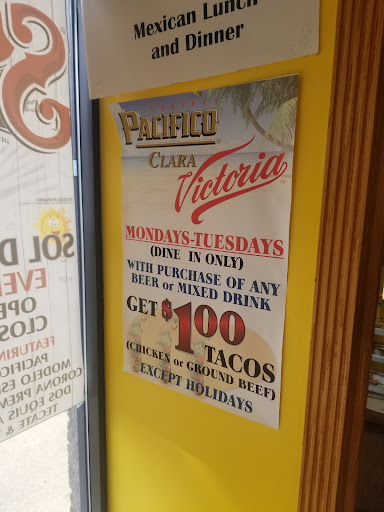 Mexican Lunch
and Dinner
PACIFICO
CLARA
Victoria
MONDAYS-TUESDAYS
(DINE IN ONLY)
WITH PURCHASE OF ANY
BEER or MIXED DRINK
GET $1.00
TACOS
(CHICKEN or GROUND BEEF)
EXCEPT HOLIDAYS
SOL D
EVE
OPE
CLOS
FEATURIN
PACIFIC
MODELO ES
CORONA PREM
DOS EQUIS A
TECATE &